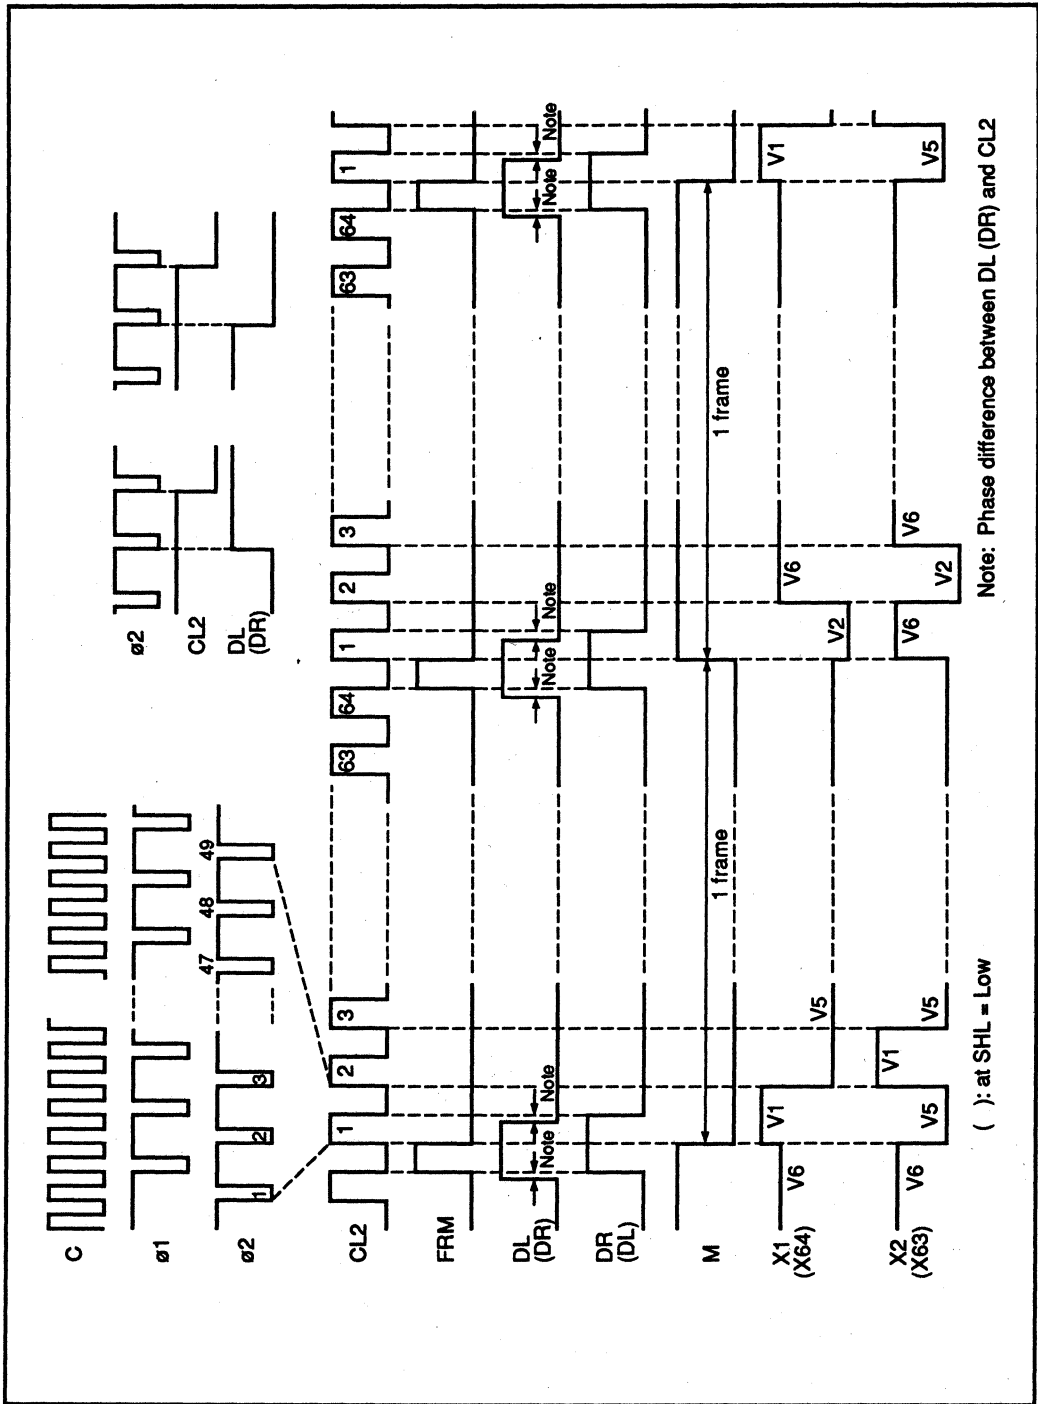 C
ø1
ø2
1 2 3 47 48 49
ø2
CL2
DL
(DR)
CL2
1 2 3 63 64 1 2 3 63 64 1
FRM
DL
(DR)
Note Note Note Note Note Note
DR
(DL)
M
1 frame 1 frame
X1
(X64)
V6 V1 V5 V2 V6 V1
X2
(X63)
V6 V5 V1 V5 V6 V2 V6 V5
( ): at SHL = Low
Note: Phase difference between DL (DR) and CL2